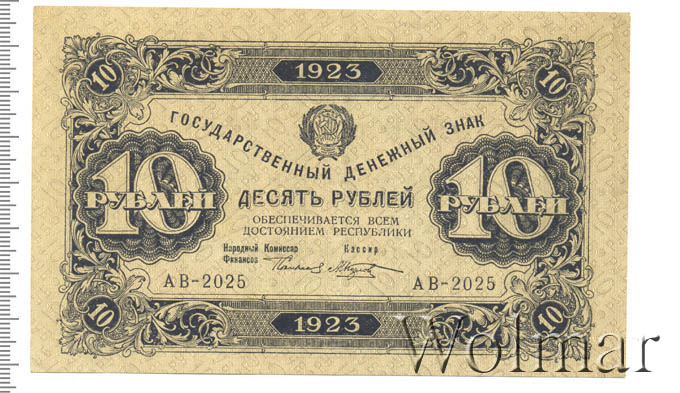 10 1923 10
ГОСУДАРСТВЕННЫЙ ДЕНЕЖНЫЙ ЗНАК
10 РУБЛЕЙ
ДЕСЯТЬ РУБЛЕЙ
10 РУБЛЕЙ
ОБЕСПЕЧИВАЕТСЯ ВСЕМ
ДОСТОЯНИЕМ РЕСПУБЛИКИ
Народный Комиссар
Финансов
Кассир
АВ-2025 АВ-2025
10 1923 10
Wolmar